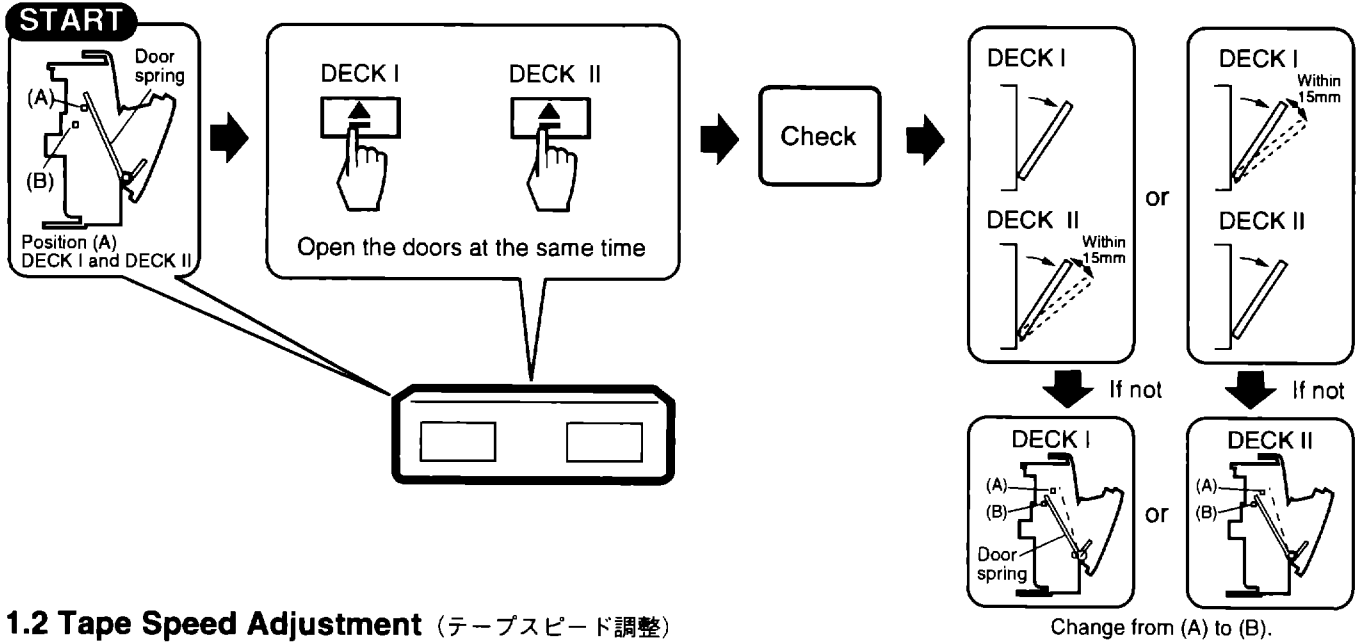 START
Door
spring
(A)
(B)
Position (A)
DECK I and DECK II
DECK I
DECK II
Open the doors at the same time
Check
DECK I
DECK II
Within
15mm
or
DECK I
Within
15mm
DECK II
If not
If not
DECK I
(A)
(B)
Door
spring
or
DECK II
(A)
(B)
Change from (A) to (B).
1.2 Tape Speed Adjustment (テープスピード調整)